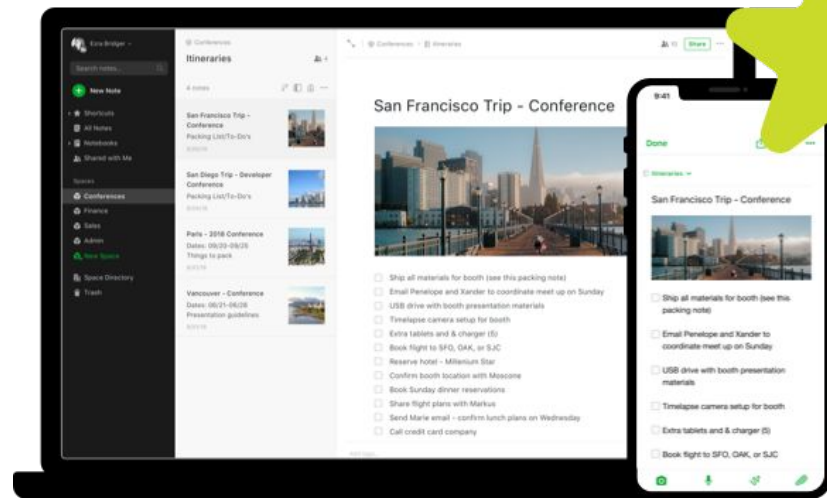 Ezra Bridger
Search notes...
New Note
Shortcuts
All Notes
Notebooks
Shared with Me
Spaces
Conferences
Finance
Sales
Admin
New Space
Space Directory
Trash
Conferences
Itineraries
4
4 notes
San Francisco Trip -
Conference
Packing List/To-Do's
San Diego Trip - Developer
Conference
Packing List/To-Do's
Paris - 2018 Conference
Dates: 09/20-09/26
Things to pack
Vancouver - Conference
Dates: 06/21-06/26
Presentation guidelines
Conferences > Itineraries
Share
San Francisco Trip - Conference
Ship all materials for booth (see this packing note)
Email Penelope and Xander to coordinate meet up on Sunday
USB drive with booth presentation materials
Timelapse camera setup for booth
Extra tablets and & charger (5)
Book flight to SFO, OAK, or SJC
Reserve hotel - Millenium Star
Confirm booth location with Moscone
Book Sunday dinner reservations
Share flight plans with Markus
Send Marie email - confirm lunch plans on Wednesday
Call credit card company
Add tag...
9:41
Done
Itineraries
San Francisco Trip - Conference
Ship all materials for booth (see this
packing note)
Email Penelope and Xander to
coordinate meet up on Sunday
USB drive with booth presentation
materials
Timelapse camera setup for booth
Extra tablets and & charger (5)
Book flight to SFO, OAK, or SJC